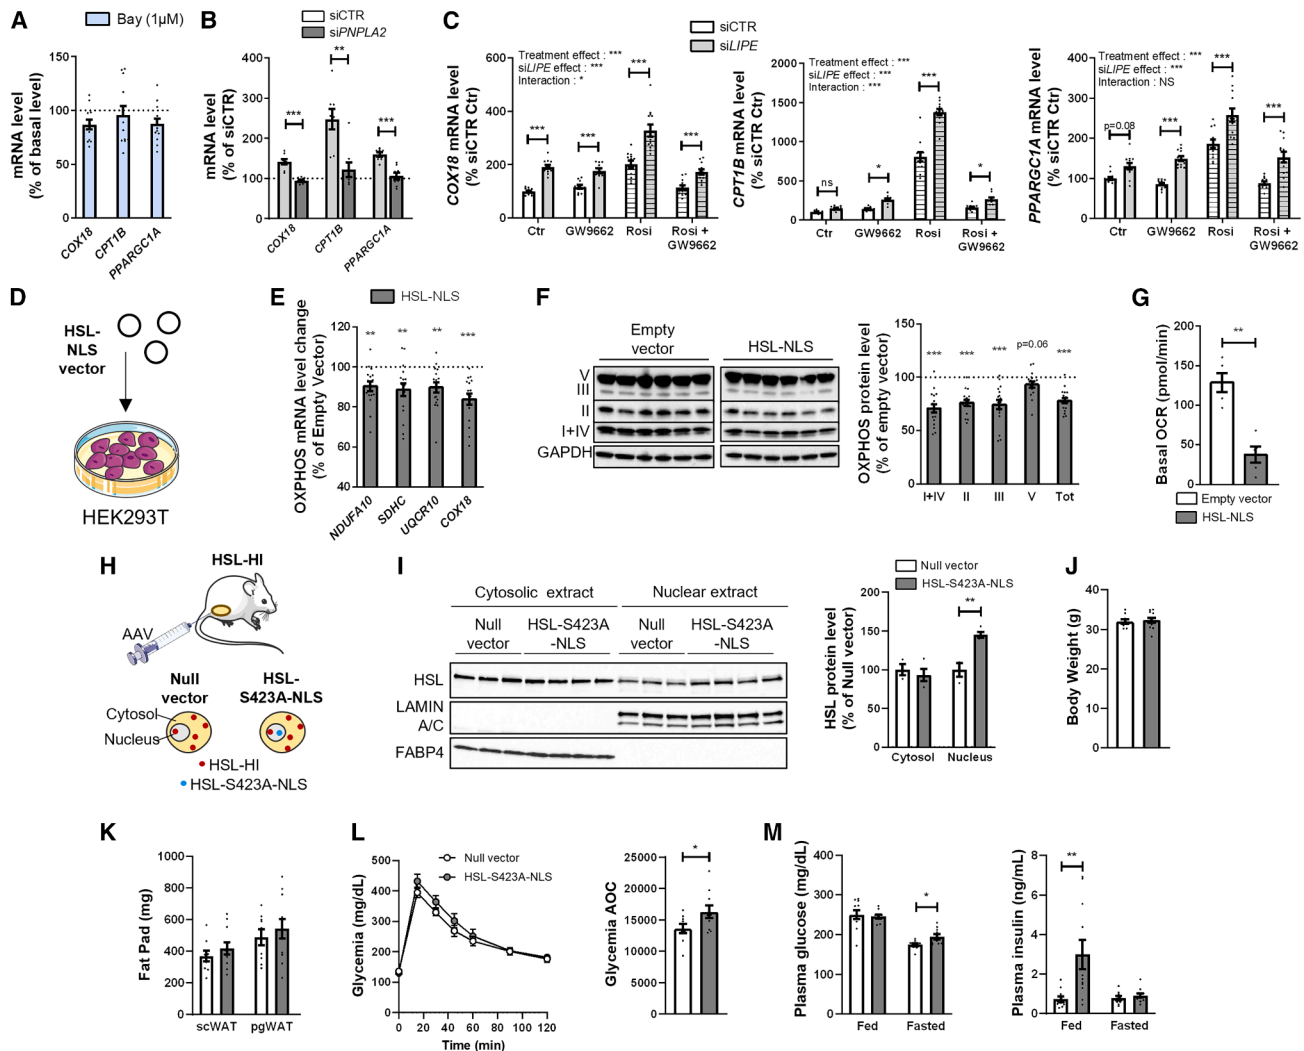 A
Bay (1µM)
mRNA level
(% of basal level)
150
100
50
0
COX18
CPT1B
PPARGC1A
B
siCTR
siPNPLA2
mRNA level
(% of siCTR)
400
300
200
100
0
***
**
***
COX18
CPT1B
PPARGC1A
C
siCTR
siLIPE
COX18 mRNA level
(% siCTR Ctr)
600
400
200
0
Treatment effect : ***
siLIPE effect : ***
Interaction : *
***
***
***
***
Ctr
GW9662
Rosi
Rosi +
GW9662
CPT1B mRNA level
(% siCTR Ctr)
2000
1500
1000
500
0
Treatment effect : ***
siLIPE effect : ***
Interaction : ***
ns
*
***
*
Ctr
GW9662
Rosi
Rosi +
GW9662
PPARGC1A mRNA level
(% siCTR Ctr)
400
300
200
100
0
Treatment effect : ***
siLIPE effect : ***
Interaction : NS
p=0.08
***
***
***
Ctr
GW9662
Rosi
Rosi +
GW9662
D
HSL-
NLS
vector
HEK293T
E
HSL-NLS
OXPHOS mRNA level change
(% of Empty Vector)
120
100
80
60
40
**
**
**
***
NDUFA10
SDHC
UQCR10
COX18
F
Empty
vector
HSL-NLS
V
III
II
I+IV
GAPDH
OXPHOS protein level
(% of empty vector)
150
100
50
0
***
***
***
p=0.06
***
I+IV
II
III
V
Tot
G
Basal OCR (pmol/min)
200
150
100
50
0
**
Empty vector
HSL-NLS
H
HSL-HI
AAV
Null
vector
HSL-
S423A-NLS
Cytosol
Nucleus
HSL-HI
HSL-S423A-NLS
I
Cytosolic extract
Nuclear extract
Null
vector
HSL-S423A
-NLS
Null
vector
HSL-S423A
-NLS
HSL
LAMIN
A/C
FABP4
Null vector
HSL-S423A-NLS
HSL protein level
(% of Null vector)
200
150
100
50
0
**
Cytosol
Nucleus
J
Body Weight (g)
40
30
20
10
0
K
Fat Pad (mg)
1000
800
600
400
200
0
scWAT
pgWAT
L
Null vector
HSL-S423A-NLS
Glycemia (mg/dL)
500
400
300
200
100
0
0
20
40
60
80
100
120
Time (min)
Glycemia AOC
25000
20000
15000
10000
5000
0
*
M
Plasma glucose (mg/dL)
400
300
200
100
0
*
Fed
Fasted
Plasma insulin (ng/mL)
8
6
4
2
0
**
Fed
Fasted